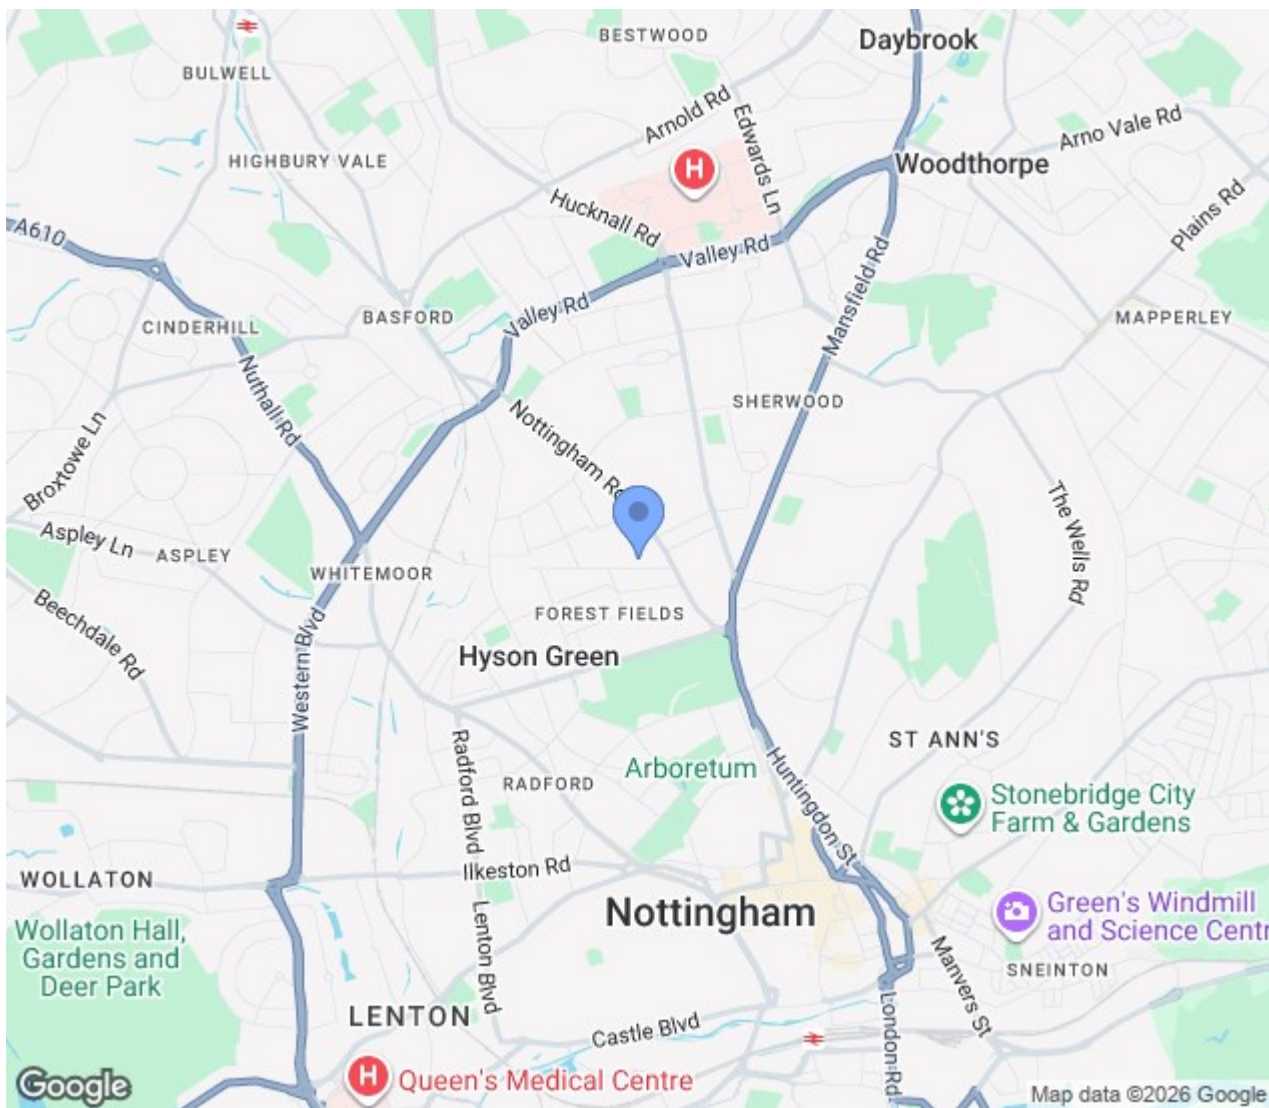 BESTWOOD
Daybrook
BULWELL
Arnold Rd
Edwards Ln
Arno Vale Rd
HIGHBURY VALE
Woodthorpe
Hucknall Rd
Plains Rd
A610
Valley Rd
Mansfield Rd
Valley Rd
CINDERHILL
BASFORD
MAPPERLEY
Nuthall Rd
SHERWOOD
Nottingham Rd
Broxtowe Ln
The Wells Rd
Aspley Ln
ASPLEY
WHITEMOOR
Beechdale Rd
Western Blvd
FOREST FIELDS
Hyson Green
ST ANN'S
Arboretum
RADFORD
Radford Blvd
Huntingdon St
Stonebridge City
Farm & Gardens
Ilkeston Rd
WOLLATON
Nottingham
Green's Windmill
and Science Centr
Lenton Blvd
Wollaton Hall,
Gardens and
Deer Park
Manvers St
SNEINTON
LENTON
Castle Blvd
London Rd
H
H
Queen's Medical Centre
Google
Map data ©2026 Google